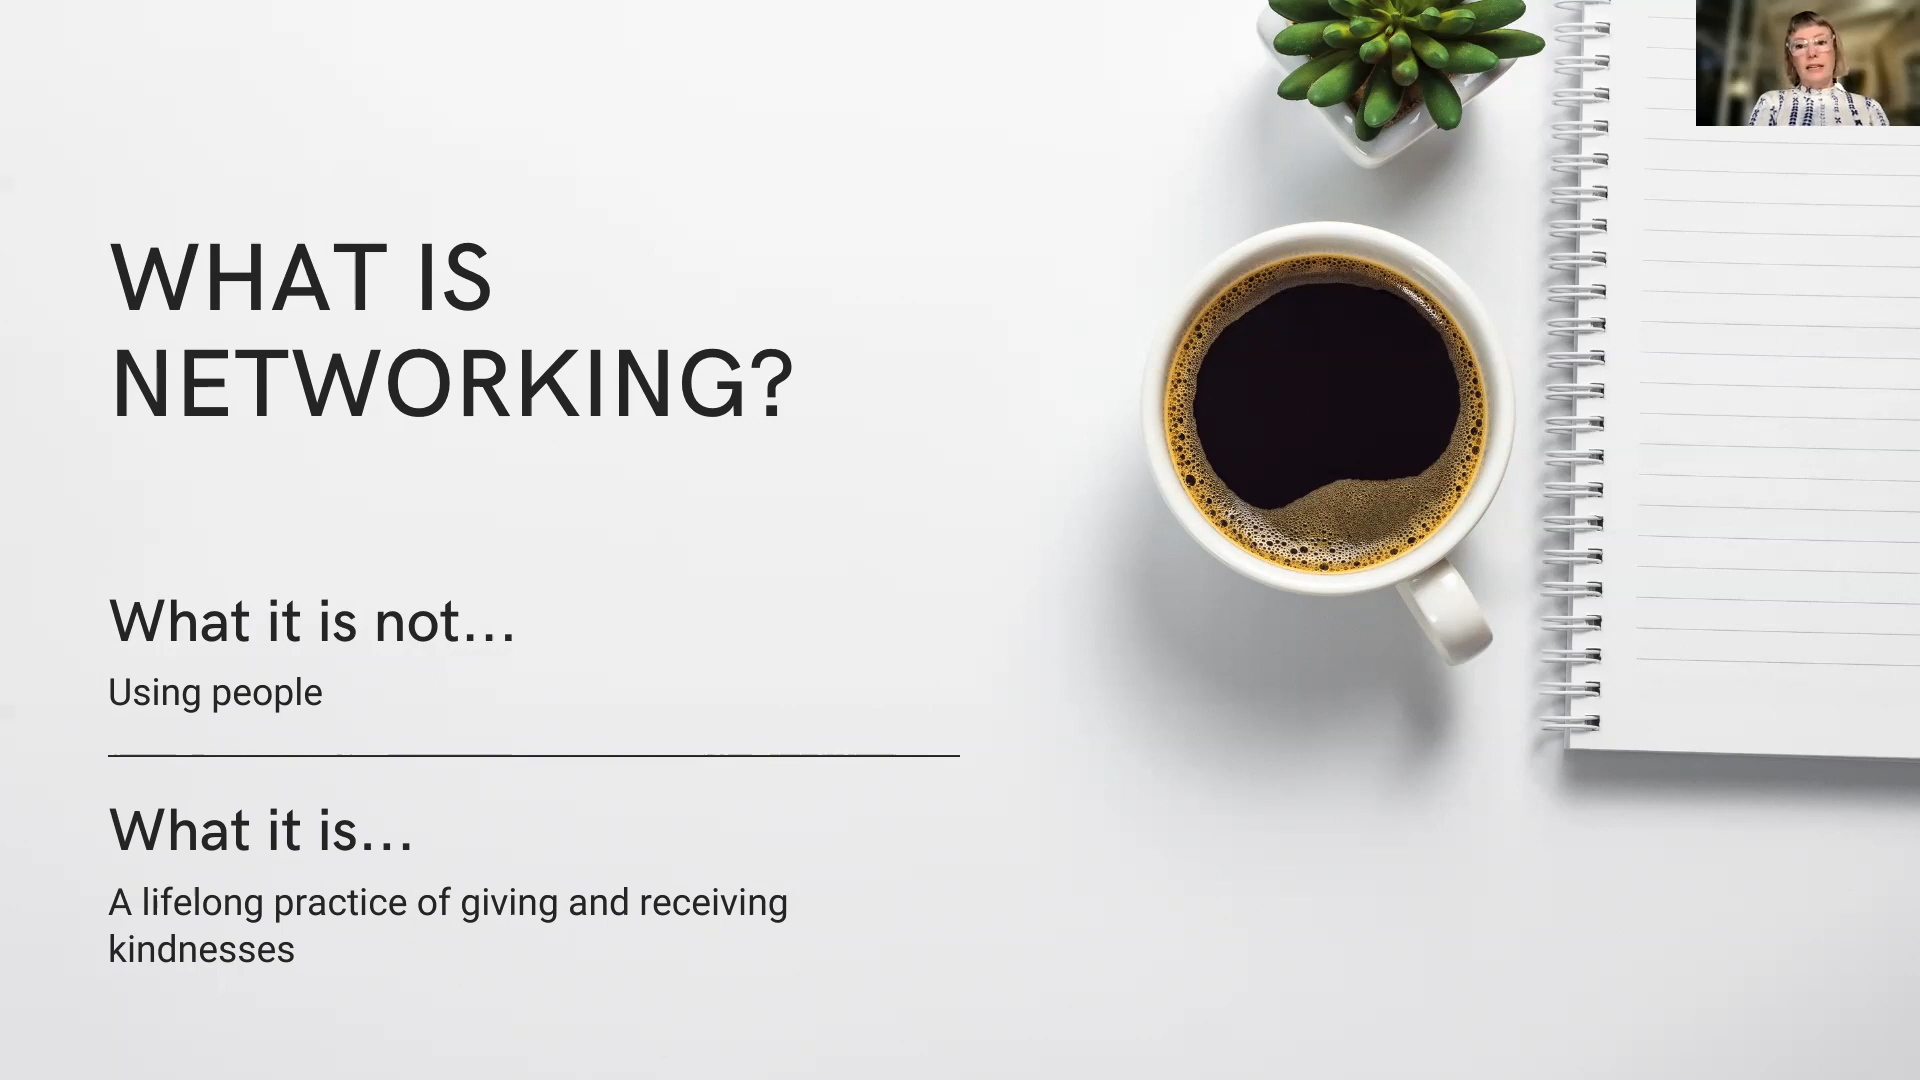 WHAT IS
NETWORKING?
What it is not...
Using people
What it is...
A lifelong practice of giving and receiving
kindnesses